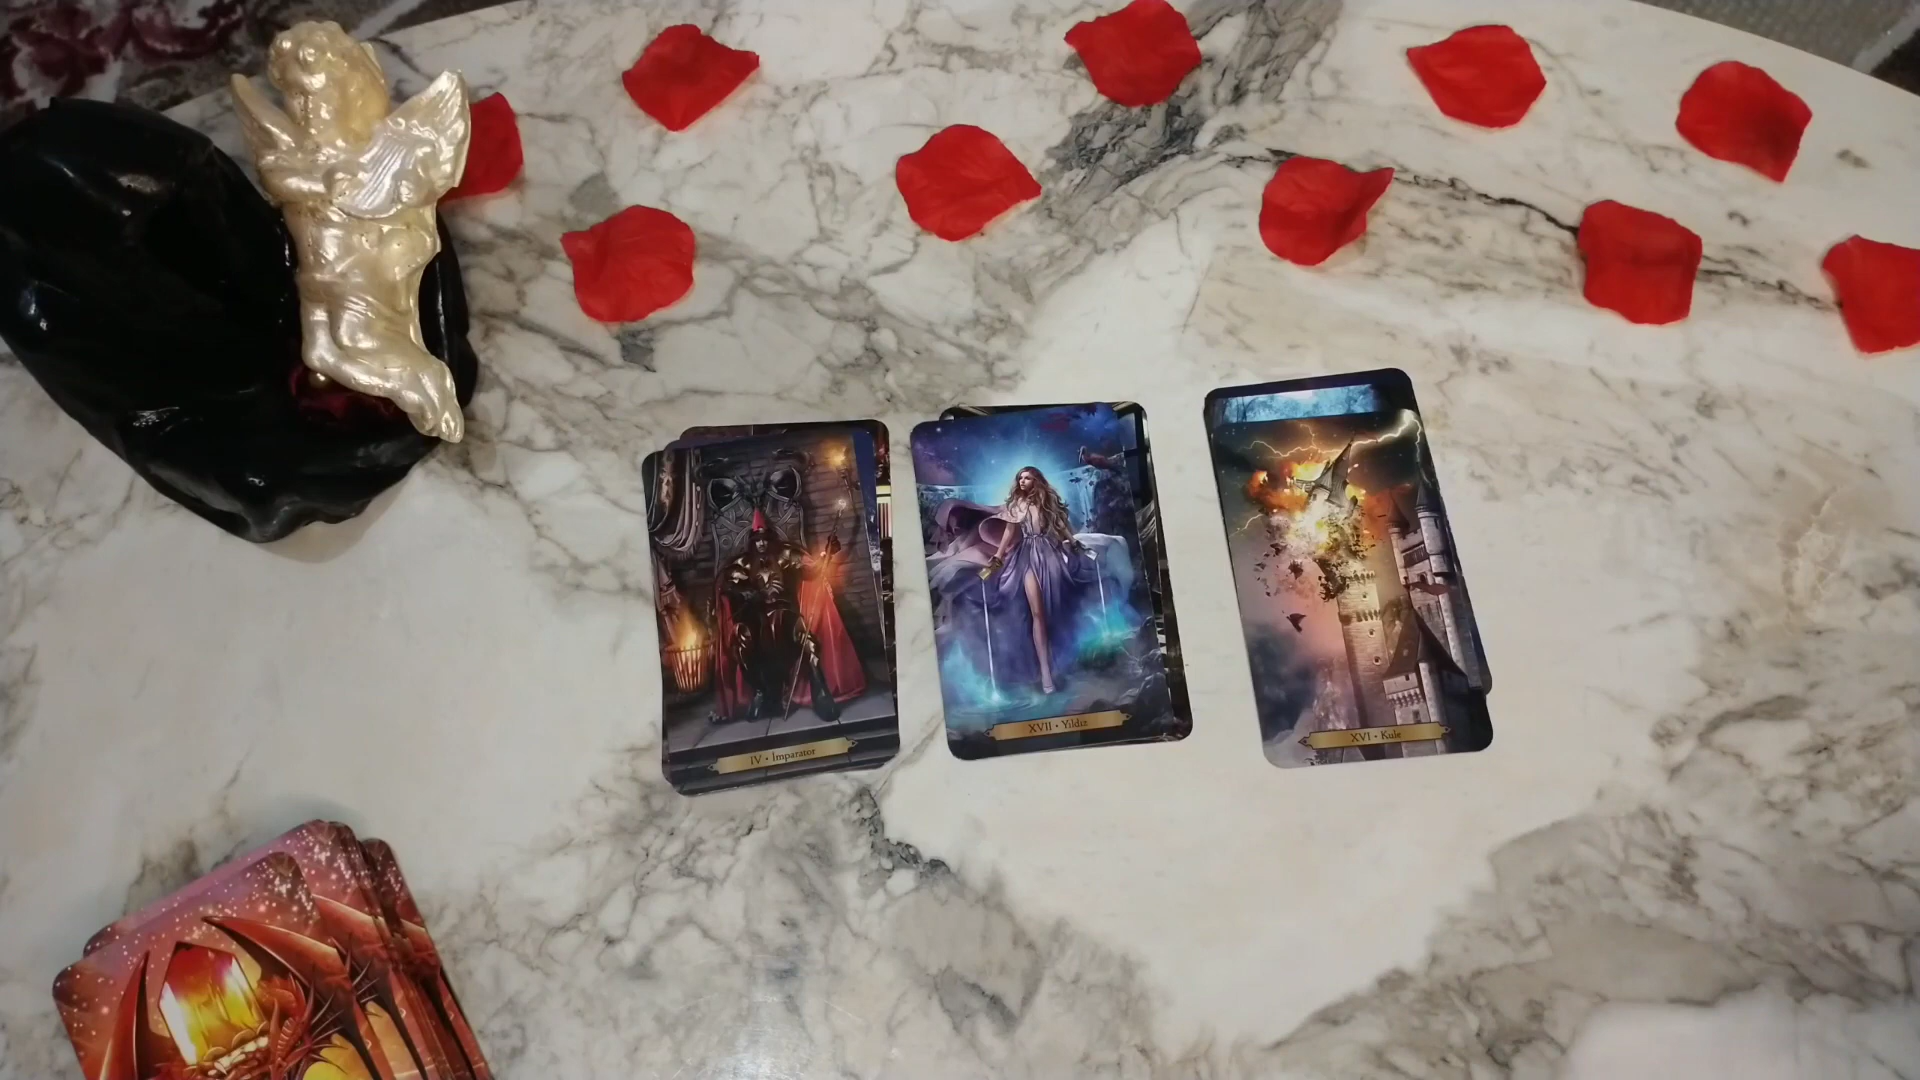 IV • İmparator
XVII • Yıldız
XVI • Kule